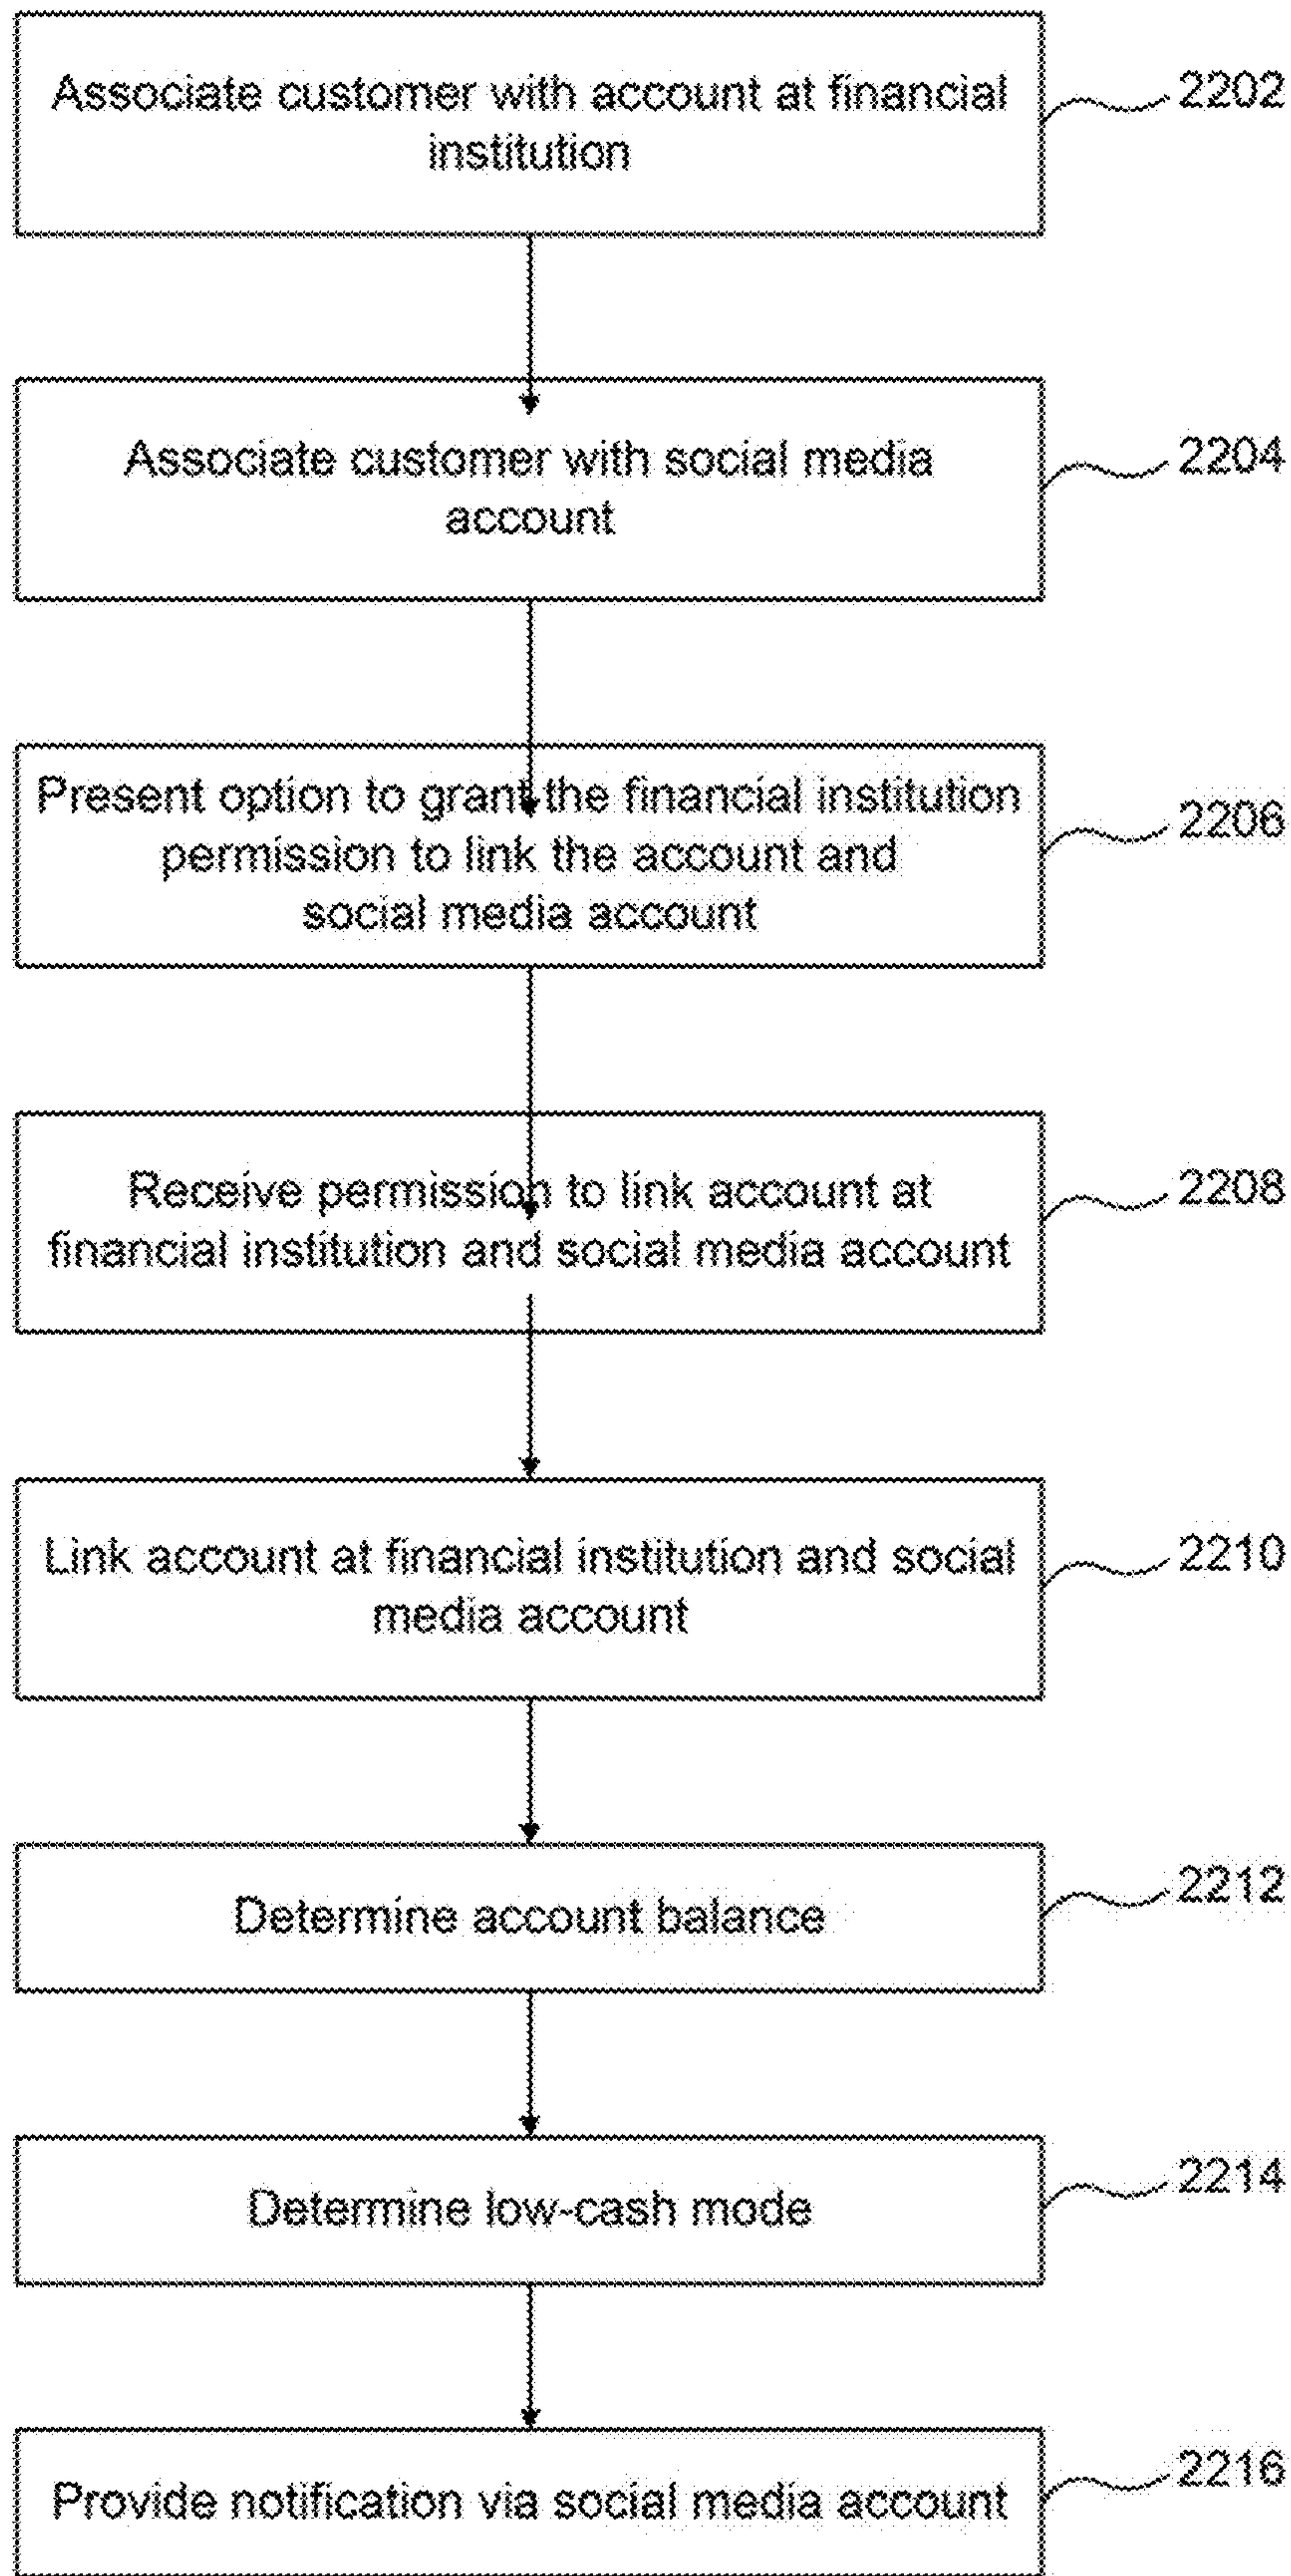 Associate customer with account at financial
institution
2202
Associate customer with social media
account
2204
Present option to grant the financial institution
permission to link the account and
social media account
2206
Receive permission to link account at
financial institution and social media account
2208
Link account at financial institution and social
media account
2210
Determine account balance
2212
Determine low-cash mode
2214
Provide notification via social media account
2216